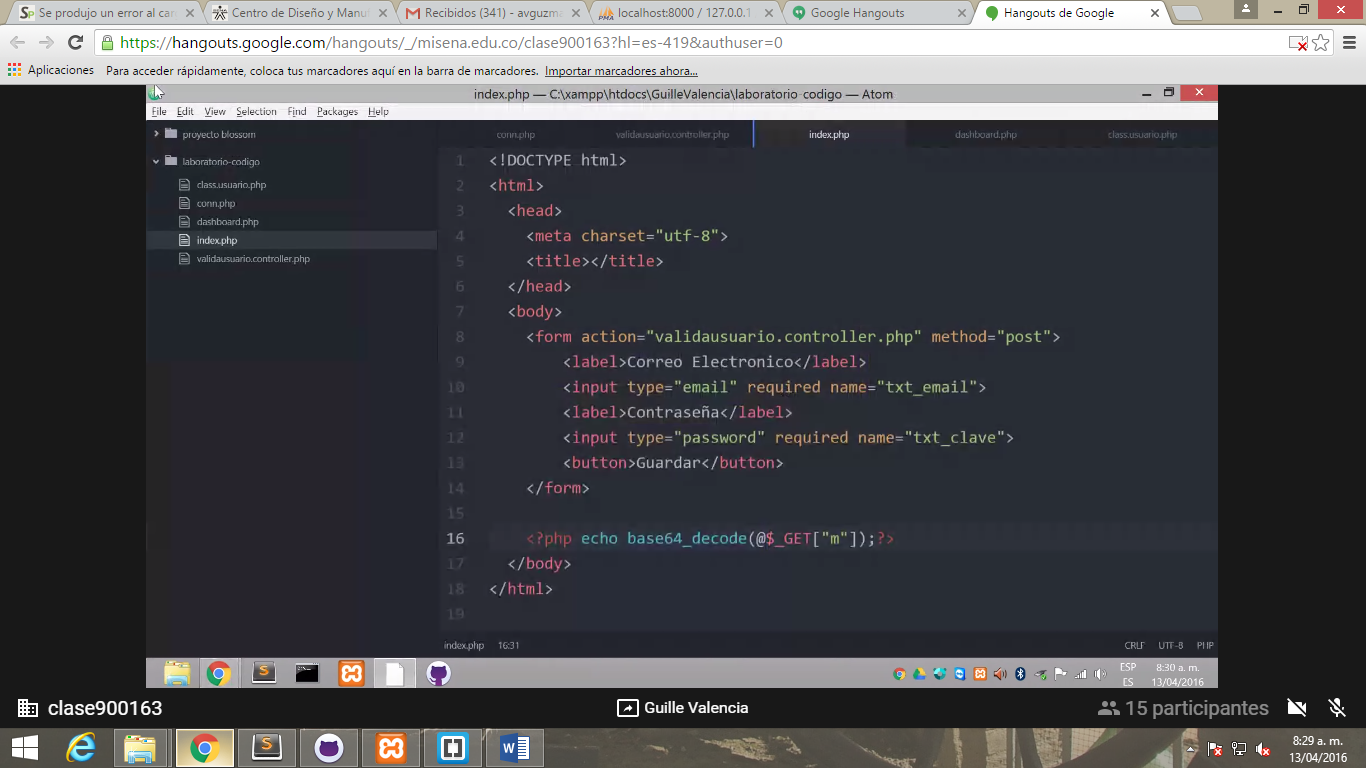 Se produjo un error al car
Centro de Diseño y Manuf
Recibidos (341) - avguzma
localhost:8000 / 127.0.0.1
Google Hangouts
Hangouts de Google
https://hangouts.google.com/hangouts/_/misena.edu.co/clase900163?hl=es-419&authuser=0
Aplicaciones Para acceder rápidamente, coloca tus marcadores aquí en la barra de marcadores. Importar marcadores ahora...
index.php — C:\xampp\htdocs\GuilleValencia\laboratorio-codigo — Atom
File Edit View Selection Find Packages Help
proyecto blossom
laboratorio-codigo
class.usuario.php
conn.php
dashboard.php
index.php
validausuario.controller.php
conn.php validausuario.controller.php index.php dashboard.php class.usuario.php
1 <!DOCTYPE html>
2 <html>
3 <head>
4 <meta charset="utf-8">
5 <title></title>
6 </head>
7 <body>
8 <form action="validausuario.controller.php" method="post">
9 <label>Correo Electronico</label>
10 <input type="email" required name="txt_email">
11 <label>Contraseña</label>
12 <input type="password" required name="txt_clave">
13 <button>Guardar</button>
14 </form>
15
16 <?php echo base64_decode(@$_GET["m"]);?>
17 </body>
18 </html>
19
index.php 16:31 CRLF UTF-8 PHP
ESP
ES
8:30 a. m.
13/04/2016
clase900163
Guille Valencia
15 participantes
8:29 a. m.
13/04/2016